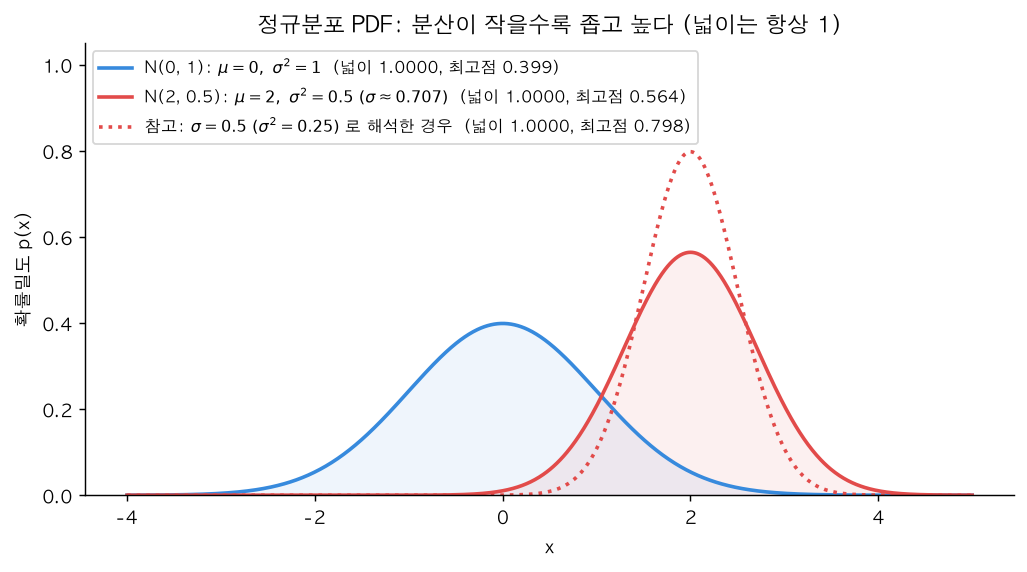 정규분포 PDF: 분산이 작을수록 좁고 높다 (넓이는 항상 1)
N(0, 1): μ = 0, σ² = 1 (넓이 1.0000, 최고점 0.399)
N(2, 0.5): μ = 2, σ² = 0.5 (σ ≈ 0.707) (넓이 1.0000, 최고점 0.564)
참고: σ = 0.5 (σ² = 0.25) 로 해석한 경우 (넓이 1.0000, 최고점 0.798)
확률밀도 p(x)
1.0
0.8
0.6
0.4
0.2
0.0
-4 -2 0 2 4
x